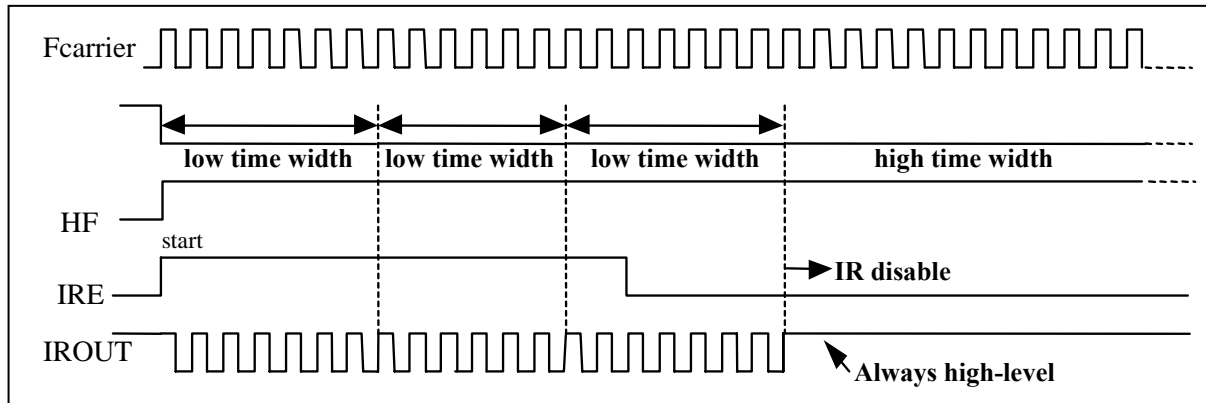 Fcarrier
low time width low time width low time width high time width
HF
start
IRE
IR disable
IROUT
Always high-level